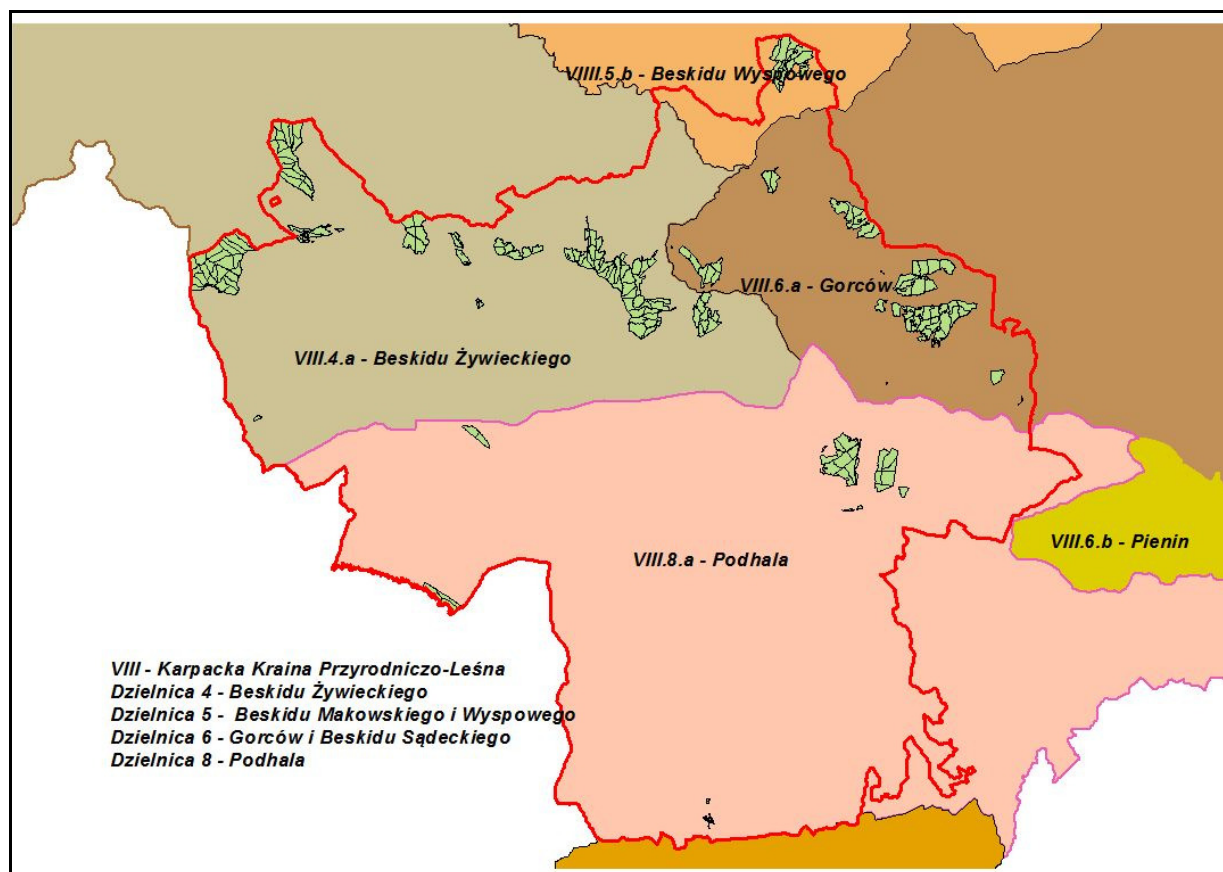 VIIII.5.b - Beskidu Wyspowego
VIII.6.a - Gorców
VIII.4.a - Beskidu Żywieckiego
VIII.6.b - Pienin
VIII.8.a - Podhala
VIII - Karpacka Kraina Przyrodniczo-Leśna
Dzielnica 4 - Beskidu Żywieckiego
Dzielnica 5 - Beskidu Makowskiego i Wyspowego
Dzielnica 6 - Gorców i Beskidu Sądeckiego
Dzielnica 8 - Podhala